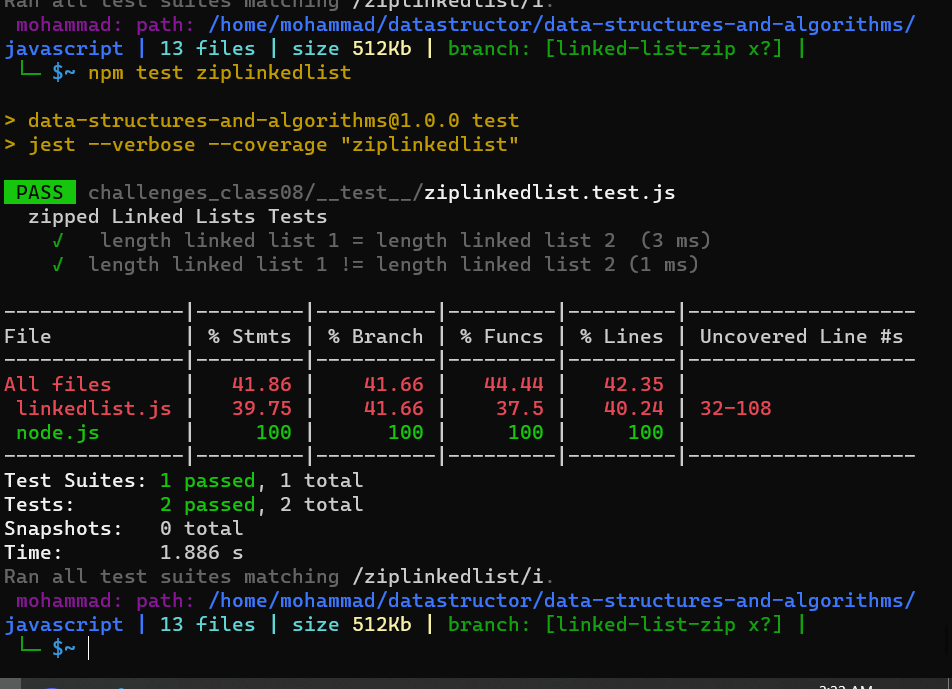 Ran all test suites matching /ziplinkedlist/i.
mohammad: path: /home/mohammad/datastructor/data-structures-and-algorithms/
javascript | 13 files | size 512Kb | branch: [linked-list-zip x?] |
└─ $~ npm test ziplinkedlist
> data-structures-and-algorithms@1.0.0 test
> jest --verbose --coverage "ziplinkedlist"
PASS challenges_class08/__test__/ziplinkedlist.test.js
zipped Linked Lists Tests
√ length linked list 1 = length linked list 2 (3 ms)
√ length linked list 1 != length linked list 2 (1 ms)
---------------|---------|----------|---------|---------|-------------------
File | % Stmts | % Branch | % Funcs | % Lines | Uncovered Line #s
---------------|---------|----------|---------|---------|-------------------
All files | 41.86 | 41.66 | 44.44 | 42.35 |
linkedlist.js | 39.75 | 41.66 | 37.5 | 40.24 | 32-108
node.js | 100 | 100 | 100 | 100 |
---------------|---------|----------|---------|---------|-------------------
Test Suites: 1 passed, 1 total
Tests: 2 passed, 2 total
Snapshots: 0 total
Time: 1.886 s
Ran all test suites matching /ziplinkedlist/i.
mohammad: path: /home/mohammad/datastructor/data-structures-and-algorithms/
javascript | 13 files | size 512Kb | branch: [linked-list-zip x?] |
└─ $~